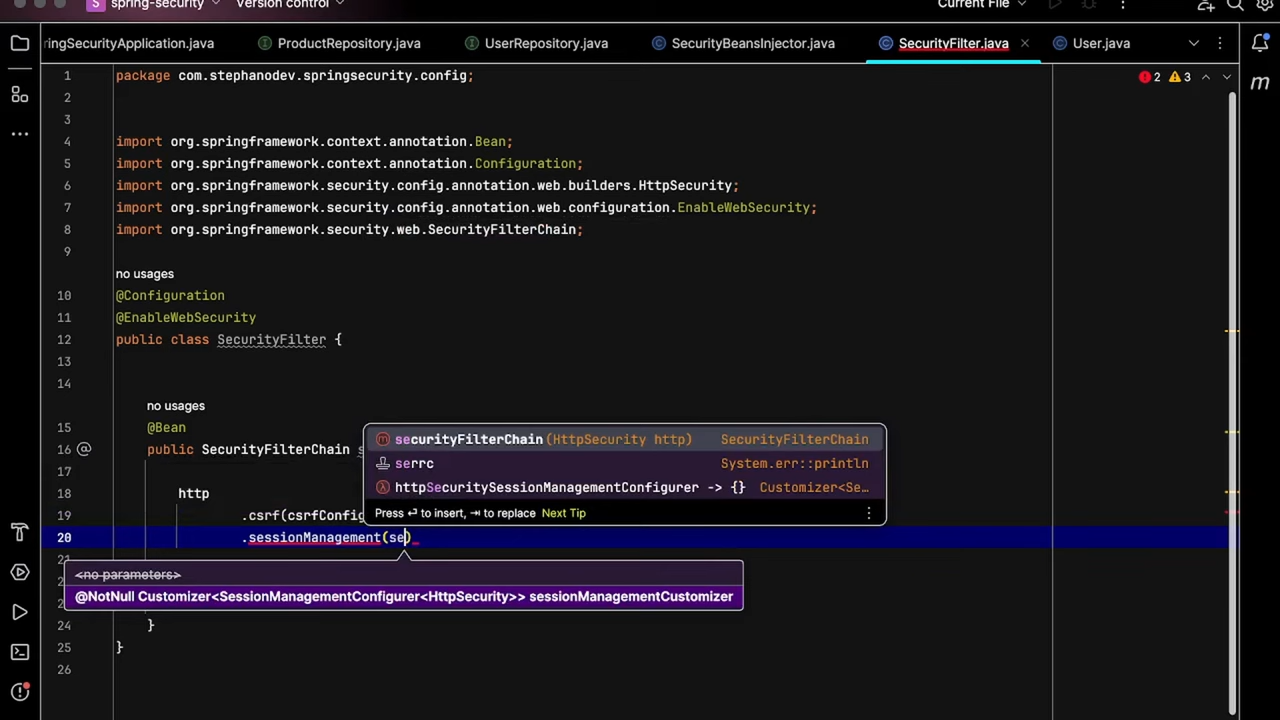 spring-security Version control Current File
ringSecurityApplication.java ProductRepository.java UserRepository.java SecurityBeansInjector.java SecurityFilter.java User.java
1 package com.stephanodev.springsecurity.config; 2 3
2
3
4 import org.springframework.context.annotation.Bean;
5 import org.springframework.context.annotation.Configuration;
6 import org.springframework.security.config.annotation.web.builders.HttpSecurity;
7 import org.springframework.security.config.annotation.web.configuration.EnableWebSecurity;
8 import org.springframework.security.web.SecurityFilterChain;
9
no usages
10 @Configuration
11 @EnableWebSecurity
12 public class SecurityFilter {
13
14
no usages
15 @Bean
16 public SecurityFilterChain
17
18 http
19 .csrf(csrfConfig
20 .sessionManagement(se)
securityFilterChain(HttpSecurity http) SecurityFilterChain
serrc System.err::println
httpSecuritySessionManagementConfigurer -> {} Customizer<Se…
Press ⏎ to insert, ⇥ to replace Next Tip
<no parameters>
@NotNull Customizer<SessionManagementConfigurer<HttpSecurity>> sessionManagementCustomizer
24 }
25 }
26